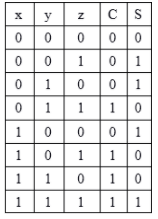 x y z C S
0 0 0 0 0
0 0 1 0 1
0 1 0 0 1
0 1 1 1 0
1 0 0 0 1
1 0 1 1 0
1 1 0 1 0
1 1 1 1 1